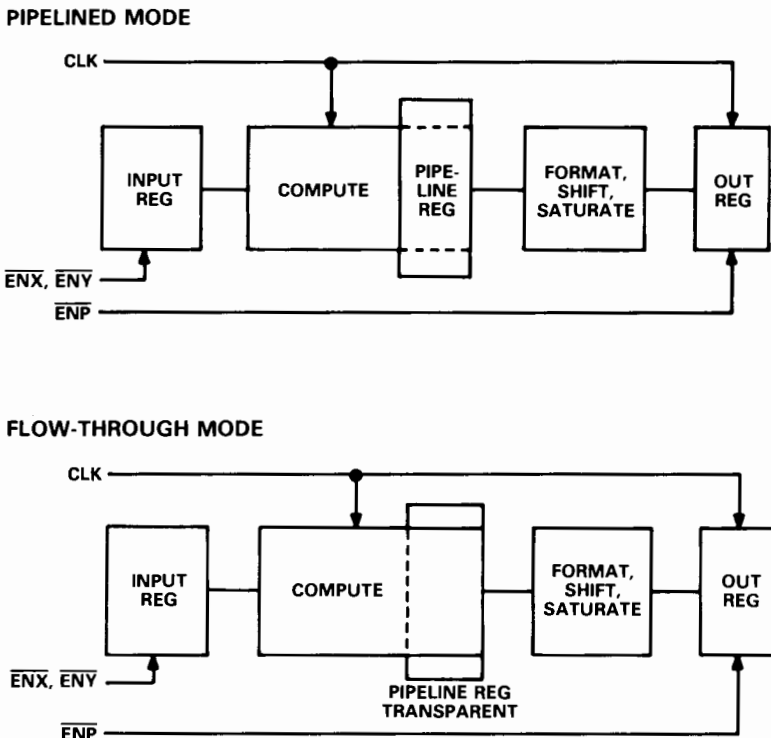 PIPELINED MODE
CLK
INPUT
REG
COMPUTE
PIPE-
LINE
REG
FORMAT,
SHIFT,
SATURATE
OUT
REG
ENX, ENY
ENP
FLOW-THROUGH MODE
CLK
INPUT
REG
COMPUTE
FORMAT,
SHIFT,
SATURATE
OUT
REG
ENX, ENY
PIPELINE REG
TRANSPARENT
ENP